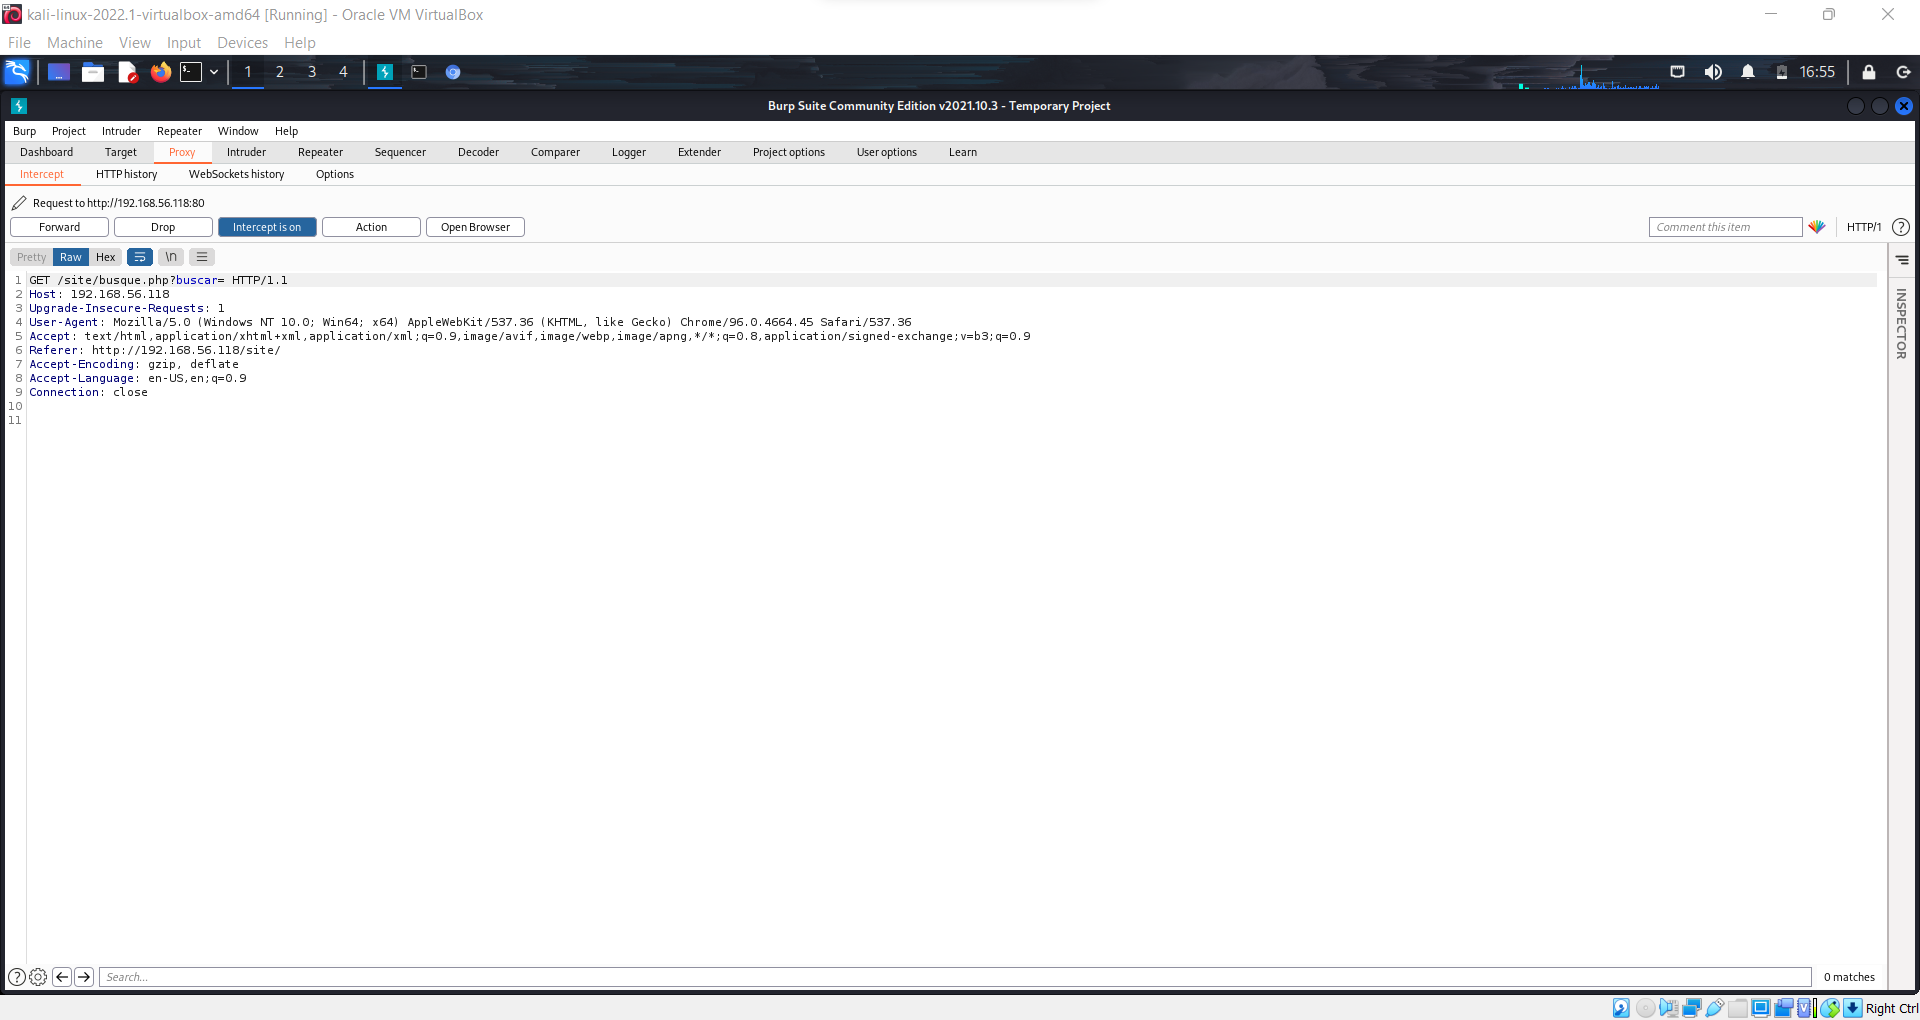 kali-linux-2022.1-virtualbox-amd64 [Running] - Oracle VM VirtualBox
File Machine View Input Devices Help
1 2 3 4 16:55
Burp Suite Community Edition v2021.10.3 - Temporary Project
Burp Project Intruder Repeater Window Help
Dashboard Target Proxy Intruder Repeater Sequencer Decoder Comparer Logger Extender Project options User options Learn
Intercept HTTP history WebSockets history Options
Request to http://192.168.56.118:80
Forward Drop Intercept is on Action Open Browser Comment this item HTTP/1 ?
Pretty Raw Hex \n
1 GET /site/busque.php?buscar= HTTP/1.1
2 Host: 192.168.56.118
3 Upgrade-Insecure-Requests: 1
4 User-Agent: Mozilla/5.0 (Windows NT 10.0; Win64; x64) AppleWebKit/537.36 (KHTML, like Gecko) Chrome/96.0.4664.45 Safari/537.36
5 Accept: text/html,application/xhtml+xml,application/xml;q=0.9,image/avif,image/webp,image/apng,*/*;q=0.8,application/signed-exchange;v=b3;q=0.9
6 Referer: http://192.168.56.118/site/
7 Accept-Encoding: gzip, deflate
8 Accept-Language: en-US,en;q=0.9
9 Connection: close
10
11
INSPECTOR
? Search... 0 matches
Right Ctrl